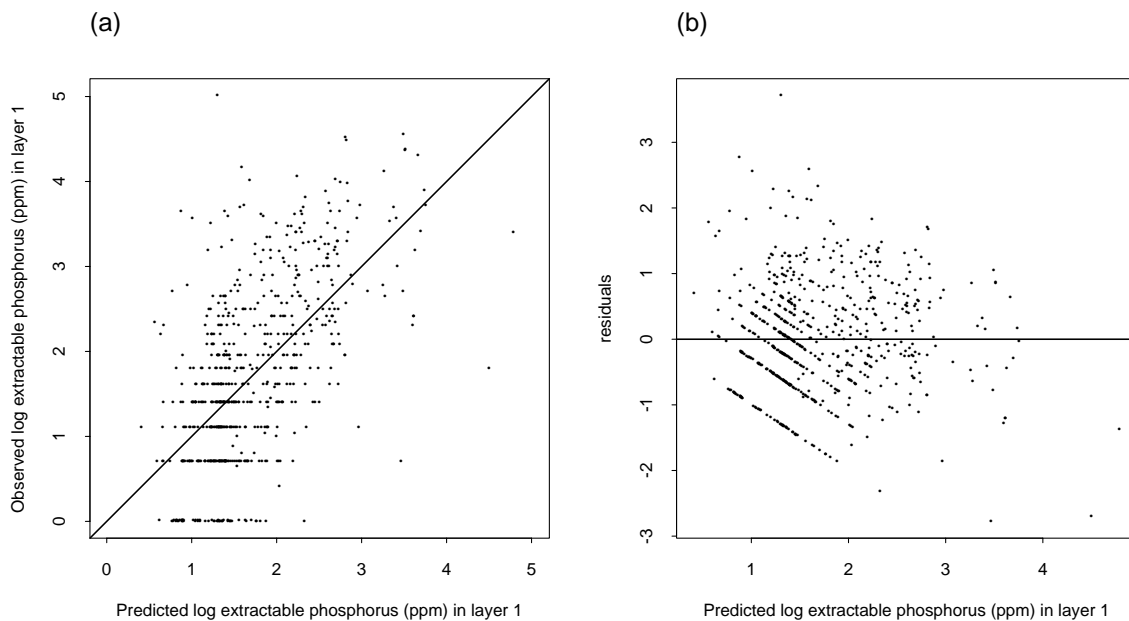 (a)
Observed log extractable phosphorus (ppm) in layer 1
5
4
3
2
1
0
0 1 2 3 4 5
Predicted log extractable phosphorus (ppm) in layer 1
(b)
residuals
3
2
1
0
-1
-2
-3
1 2 3 4
Predicted log extractable phosphorus (ppm) in layer 1